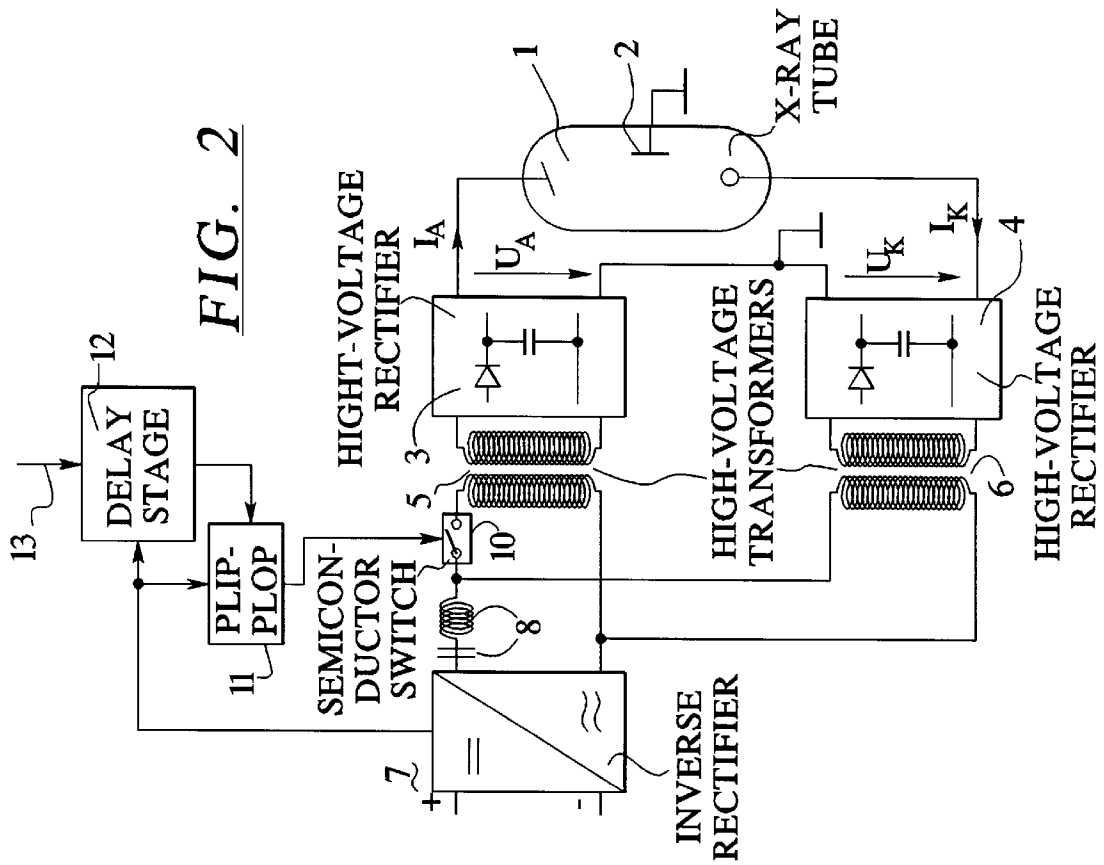 FIG. 2
13
12
DELAY
STAGE
PLIP-
PLOP
11
SEMICON-
DUCTOR
SWITCH
10
8
7
+
-
INVERSE
RECTIFIER
5
3
HIGHT-VOLTAGE
RECTIFIER
I_A
U_A
1
2
X-RAY
TUBE
HIGH-VOLTAGE
TRANSFORMERS
U_K
I_K
4
6
HIGH-VOLTAGE
RECTIFIER